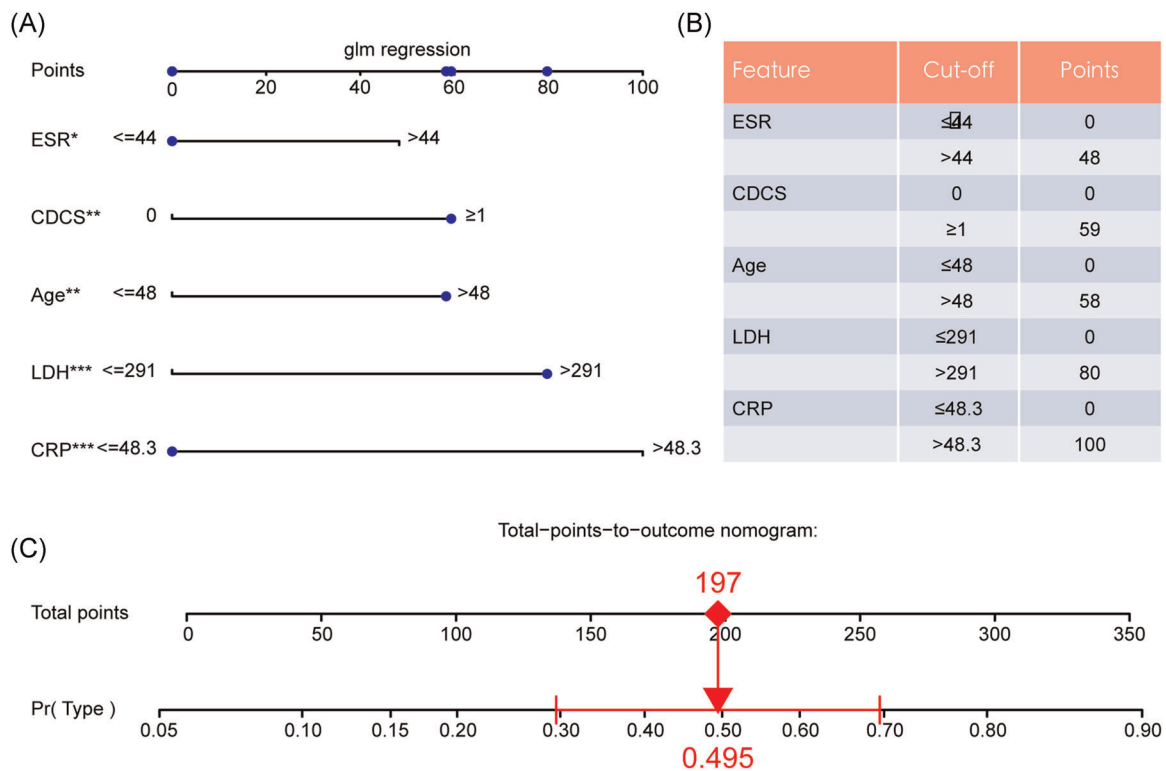 (A)
glm regression
Points
0 20 40 60 80 100
ESR* <=44 >44
CDCS** 0 ≥1
Age** <=48 >48
LDH*** <=291 >291
CRP*** <=48.3 >48.3
(B)
Feature Cut-off Points
ESR ≤44 0
>44 48
CDCS 0 0
≥1 59
Age ≤48 0
>48 58
LDH ≤291 0
>291 80
CRP ≤48.3 0
>48.3 100
(C)
Total−points−to−outcome nomogram:
197
Total points
0 50 100 150 200 250 300 350
Pr( Type )
0.05 0.10 0.15 0.20 0.30 0.40 0.50 0.60 0.70 0.80 0.90
0.495